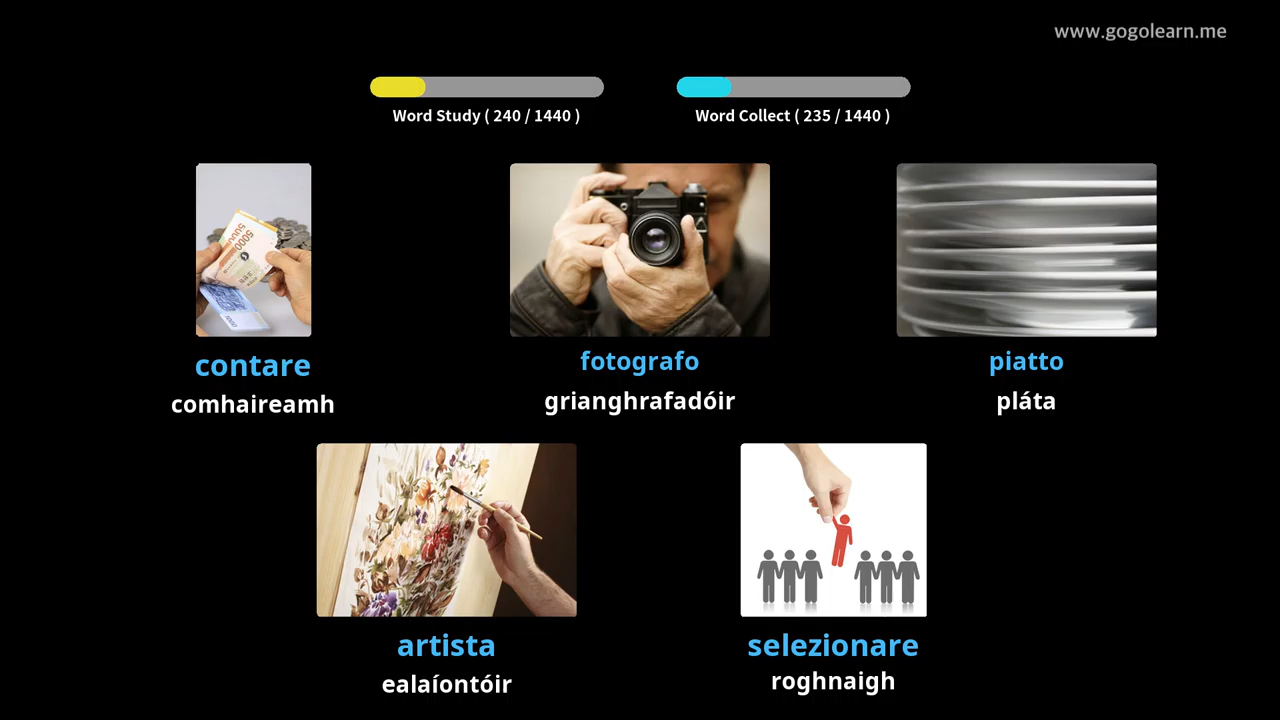 www.gogolearn.me
Word Study ( 240 / 1440 )
Word Collect ( 235 / 1440 )
contare
comhaireamh
fotografo
grianghrafadóir
piatto
pláta
artista
ealaíontóir
selezionare
roghnaigh